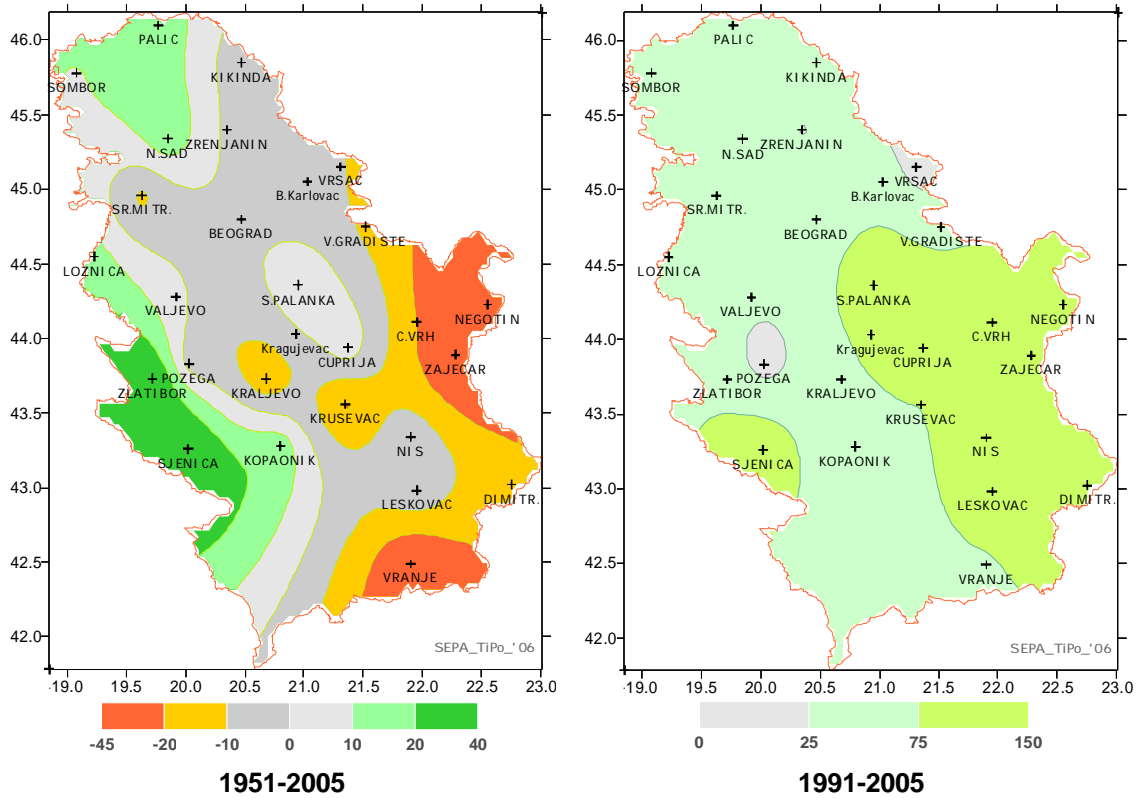 46.0
45.5
45.0
44.5
44.0
43.5
43.0
42.5
42.0
PALIC
SOMBOR
KIKINDA
N.SAD
ZRENJANIN
VRSAC
B.Karlovac
SR.MITR.
BEOGRAD
V.GRADISTE
LOZNICA
VALJEVO
S.PALANKA
NEGOTIN
C.VRH
Kragujevac
CUPRIJA
ZAJECAR
POZEGA
ZLATIBOR
KRALJEVO
KRUSEVAC
NIS
SJENICA
KOPAONIK
LESKOVAC
DIMITR.
VRANJE
SEPA_TiPo_'06
19.0 19.5 20.0 20.5 21.0 21.5 22.0 22.5 23.0
-45 -20 -10 0 10 20 40
1951-2005
46.0
45.5
45.0
44.5
44.0
43.5
43.0
42.5
42.0
PALIC
SOMBOR
KIKINDA
N.SAD
ZRENJANIN
VRSAC
B.Karlovac
SR.MITR.
BEOGRAD
V.GRADISTE
LOZNICA
VALJEVO
S.PALANKA
NEGOTIN
C.VRH
Kragujevac
CUPRIJA
ZAJECAR
POZEGA
ZLATIBOR
KRALJEVO
KRUSEVAC
NIS
SJENICA
KOPAONIK
LESKOVAC
DIMITR.
VRANJE
SEPA_TiPo_'06
19.0 19.5 20.0 20.5 21.0 21.5 22.0 22.5 23.0
0 25 75 150
1991-2005